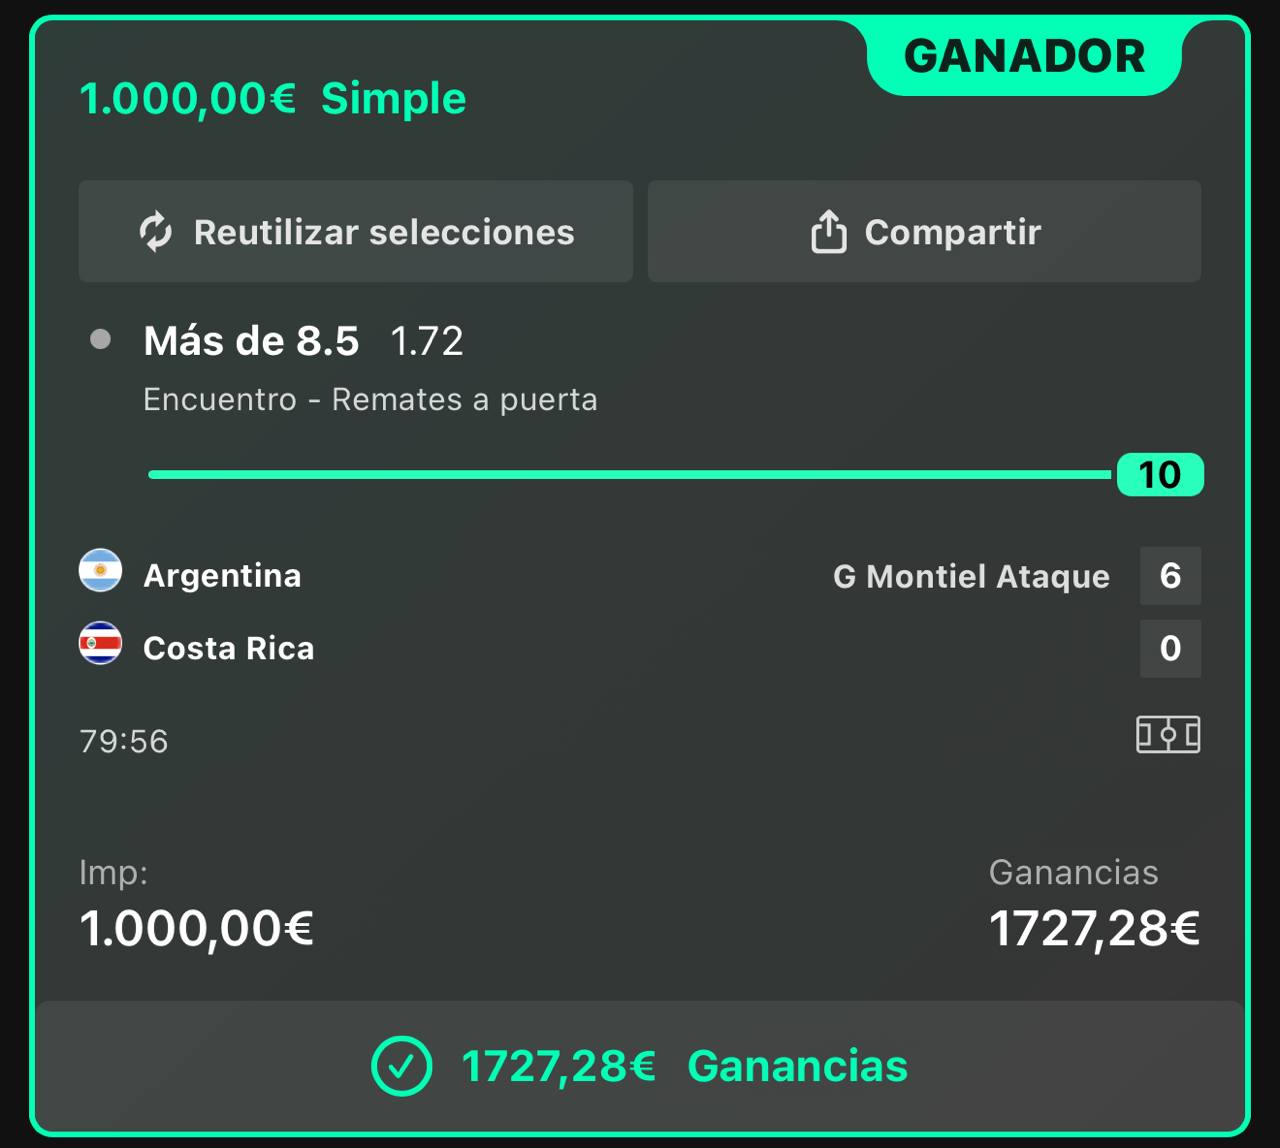 GANADOR
1.000,00€ Simple
Reutilizar selecciones
Compartir
Más de 8.5 1.72
Encuentro - Remates a puerta
10
Argentina G Montiel Ataque 6
Costa Rica 0
79:56
Imp: Ganancias
1.000,00€ 1727,28€
1727,28€ Ganancias